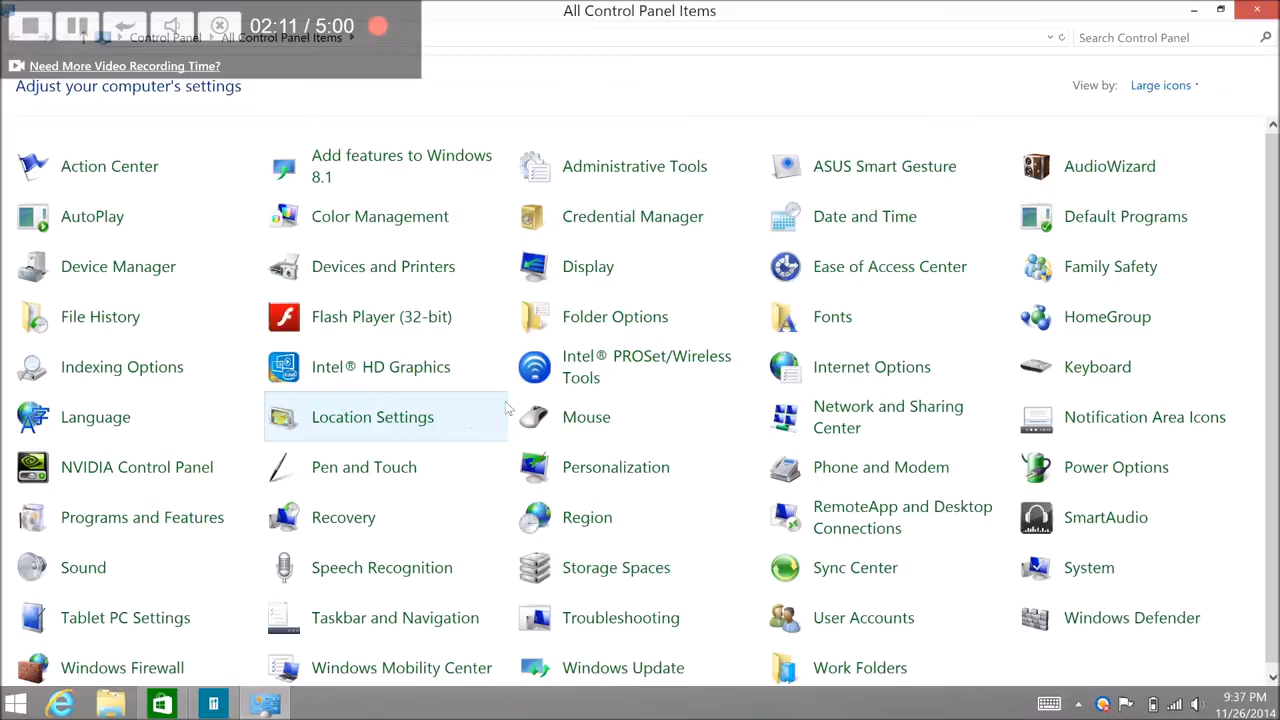 All Control Panel Items
02:11 / 5:00
Control Panel
All Control Panel Items
Search Control Panel
Need More Video Recording Time?
Adjust your computer's settings
View by: Large icons
Action Center
Add features to Windows
8.1
Administrative Tools
ASUS Smart Gesture
AudioWizard
AutoPlay
Color Management
Credential Manager
Date and Time
Default Programs
Device Manager
Devices and Printers
Display
Ease of Access Center
Family Safety
File History
Flash Player (32-bit)
Folder Options
Fonts
HomeGroup
Indexing Options
Intel® HD Graphics
Intel® PROSet/Wireless
Tools
Internet Options
Keyboard
Language
Location Settings
Mouse
Network and Sharing
Center
Notification Area Icons
NVIDIA Control Panel
Pen and Touch
Personalization
Phone and Modem
Power Options
Programs and Features
Recovery
Region
RemoteApp and Desktop
Connections
SmartAudio
Sound
Speech Recognition
Storage Spaces
Sync Center
System
Tablet PC Settings
Taskbar and Navigation
Troubleshooting
User Accounts
Windows Defender
Windows Firewall
Windows Mobility Center
Windows Update
Work Folders
9:37 PM
11/26/2014